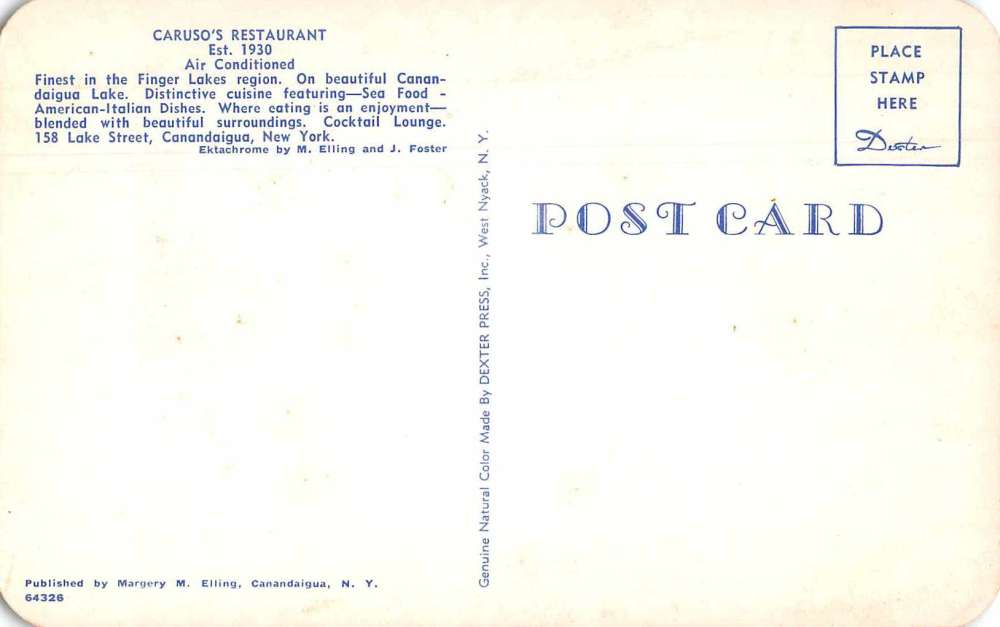 CARUSO'S RESTAURANT
Est. 1930
Air Conditioned
Finest in the Finger Lakes region. On beautiful Canan-
daigua Lake. Distinctive cuisine featuring—Sea Food -
American-Italian Dishes. Where eating is an enjoyment—
blended with beautiful surroundings. Cocktail Lounge.
158 Lake Street, Canandaigua, New York.
Ektachrome by M. Elling and J. Foster
Published by Margery M. Elling, Canandaigua, N. Y.
64326
Genuine Natural Color Made By DEXTER PRESS, Inc., West Nyack, N. Y.
PLACE
STAMP
HERE
Dexter
POST CARD